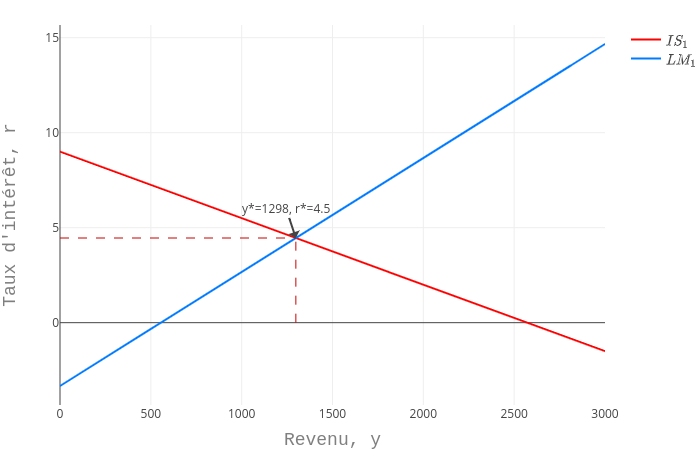 15
10
5
0
0
500
1000
1500
2000
2500
3000
Taux d'intérêt, r
Revenu, y
y*=1298, r*=4.5
IS₁
LM₁